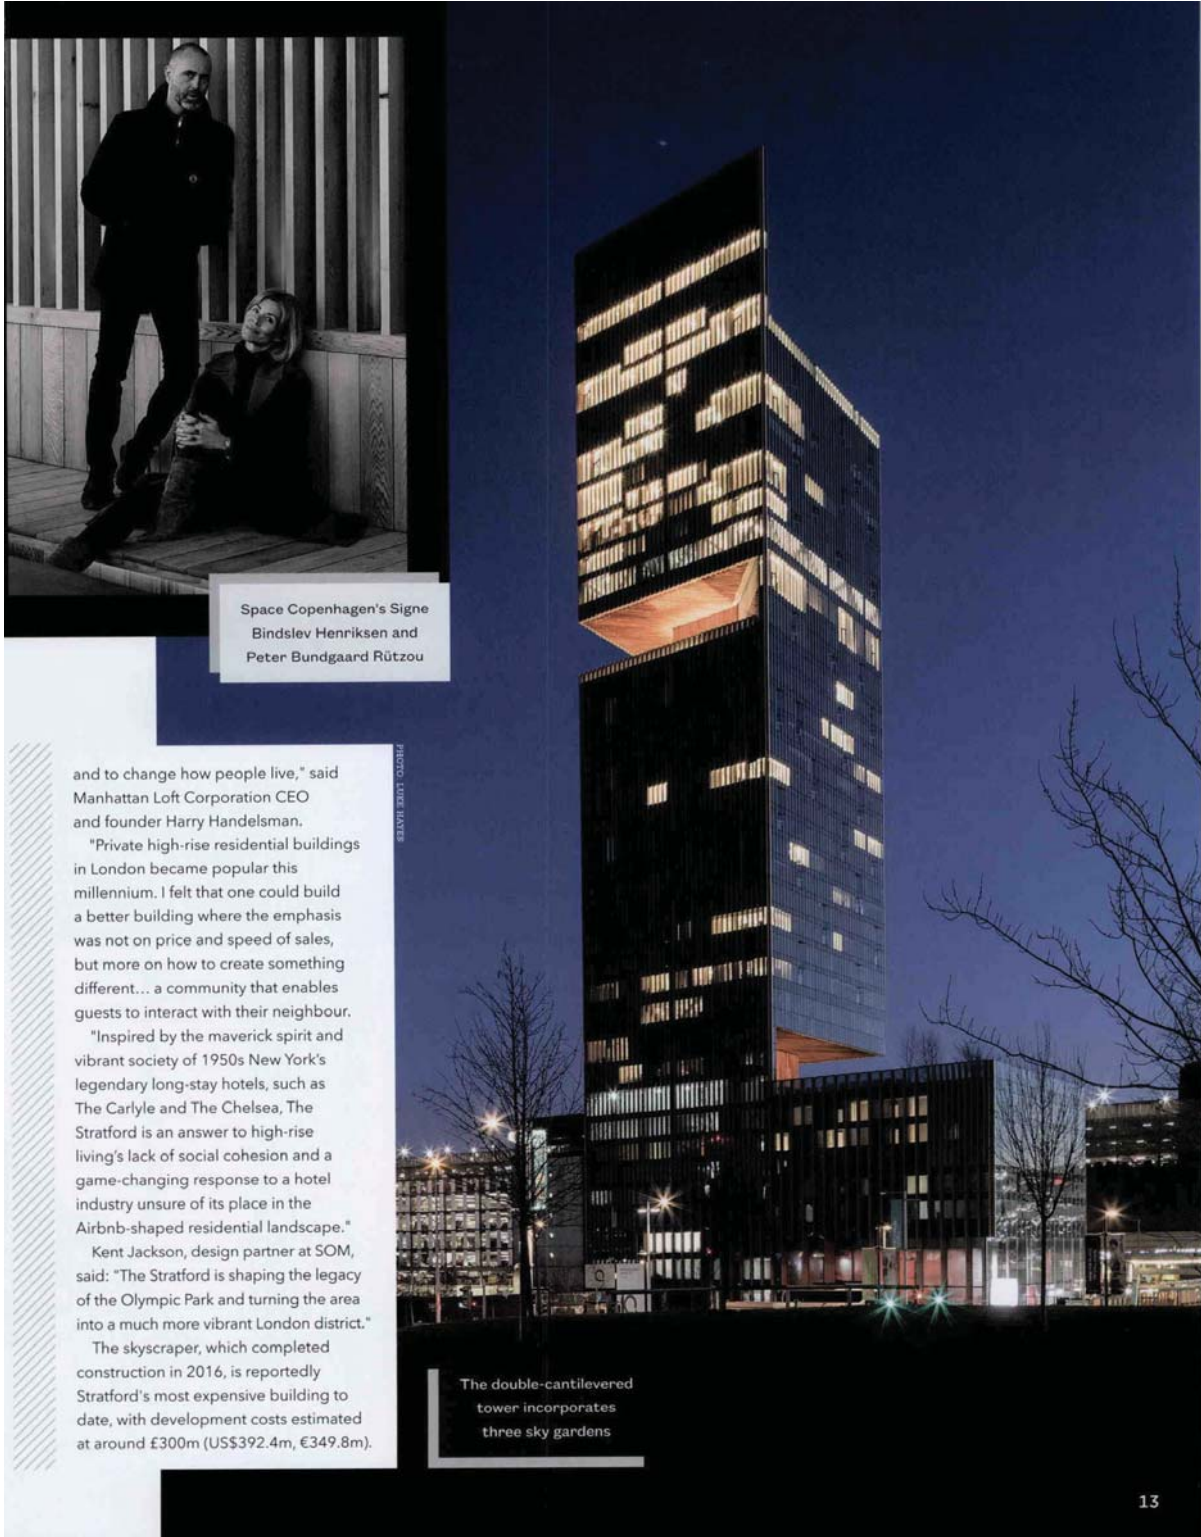 Space Copenhagen's Signe
Bindslev Henriksen and
Peter Bundgaard Rützou
PHOTO: LUKE HAYES
and to change how people live," said
Manhattan Loft Corporation CEO
and founder Harry Handelsman.
"Private high-rise residential buildings
in London became popular this
millennium. I felt that one could build
a better building where the emphasis
was not on price and speed of sales,
but more on how to create something
different... a community that enables
guests to interact with their neighbour.
"Inspired by the maverick spirit and
vibrant society of 1950s New York's
legendary long-stay hotels, such as
The Carlyle and The Chelsea, The
Stratford is an answer to high-rise
living's lack of social cohesion and a
game-changing response to a hotel
industry unsure of its place in the
Airbnb-shaped residential landscape."
Kent Jackson, design partner at SOM,
said: "The Stratford is shaping the legacy
of the Olympic Park and turning the area
into a much more vibrant London district."
The skyscraper, which completed
construction in 2016, is reportedly
Stratford's most expensive building to
date, with development costs estimated
at around £300m (US$392.4m, €349.8m).
The double-cantilevered
tower incorporates
three sky gardens
13